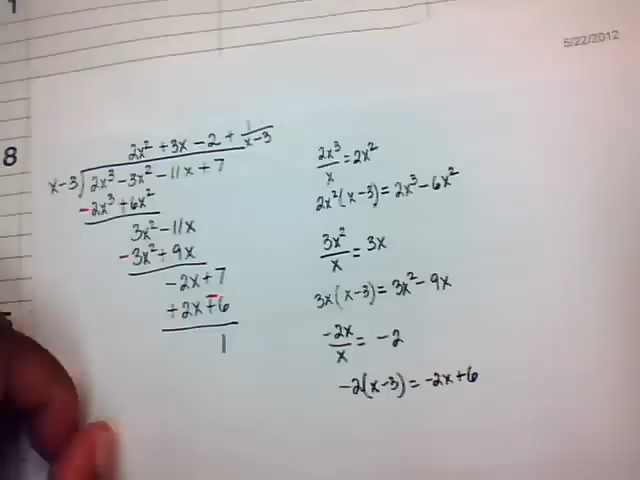 1
5/22/2012
8
2x² + 3x - 2 + 1/(x-3)
x-3) 2x³ - 3x² - 11x + 7
-2x³ + 6x²
3x² - 11x
-3x² + 9x
-2x + 7
+2x - 6
1
2x³/x = 2x²
2x²(x-3) = 2x³ - 6x²
3x²/x = 3x
3x(x-3) = 3x² - 9x
-2x/x = -2
-2(x-3) = -2x+6